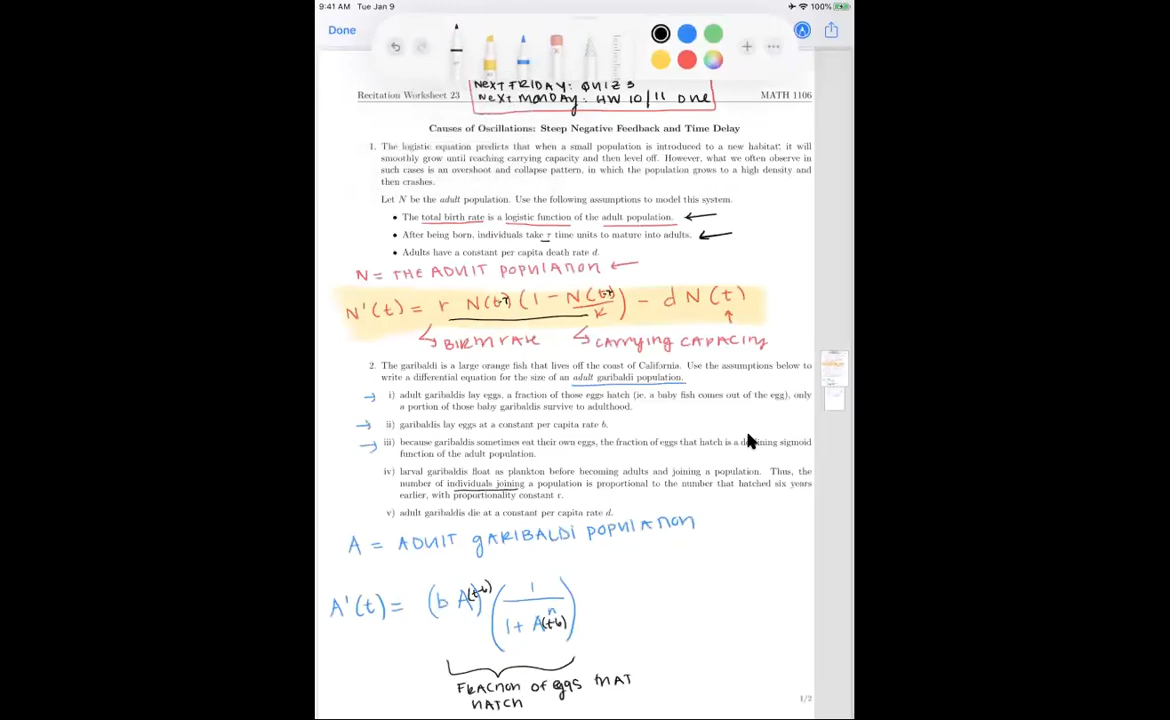 9:41 AM Tue Jan 9
100%
Done
NEXT FRIDAY: QUIZ 3
NEXT MONDAY: HW 10/11 DUE
Recitation Worksheet 23
MATH 1106
Causes of Oscillations: Steep Negative Feedback and Time Delay
1. The logistic equation predicts that when a small population is introduced to a new habitat, it will
smoothly grow until reaching carrying capacity and then level off. However, what we often observe in
such cases is an overshoot and collapse pattern, in which the population grows to a high density and
then crashes.
Let N be the adult population. Use the following assumptions to model this system.
• The total birth rate is a logistic function of the adult population.
• After being born, individuals take τ time units to mature into adults.
• Adults have a constant per capita death rate d.
N = THE ADULT POPULATION
N'(t) = r N(t-τ) (1 - N(t-τ)/K) - d N(t)
BIRTH RATE
CARRYING CAPACITY
2. The garibaldi is a large orange fish that lives off the coast of California. Use the assumptions below to
write a differential equation for the size of an adult garibaldi population.
i) adult garibaldis lay eggs, a fraction of those eggs hatch (ie. a baby fish comes out of the egg), only
a portion of those baby garibaldis survive to adulthood.
ii) garibaldis lay eggs at a constant per capita rate b.
iii) because garibaldis sometimes eat their own eggs, the fraction of eggs that hatch is a declining sigmoid
function of the adult population.
iv) larval garibaldis float as plankton before becoming adults and joining a population. Thus, the
number of individuals joining a population is proportional to the number that hatched six years
earlier, with proportionality constant r.
v) adult garibaldis die at a constant per capita rate d.
A = ADULT GARIBALDI POPULATION
A'(t) = (b A(t-6)) (1 / (1 + A^n(t-6)))
FRACTION OF EGGS THAT
HATCH
1/2